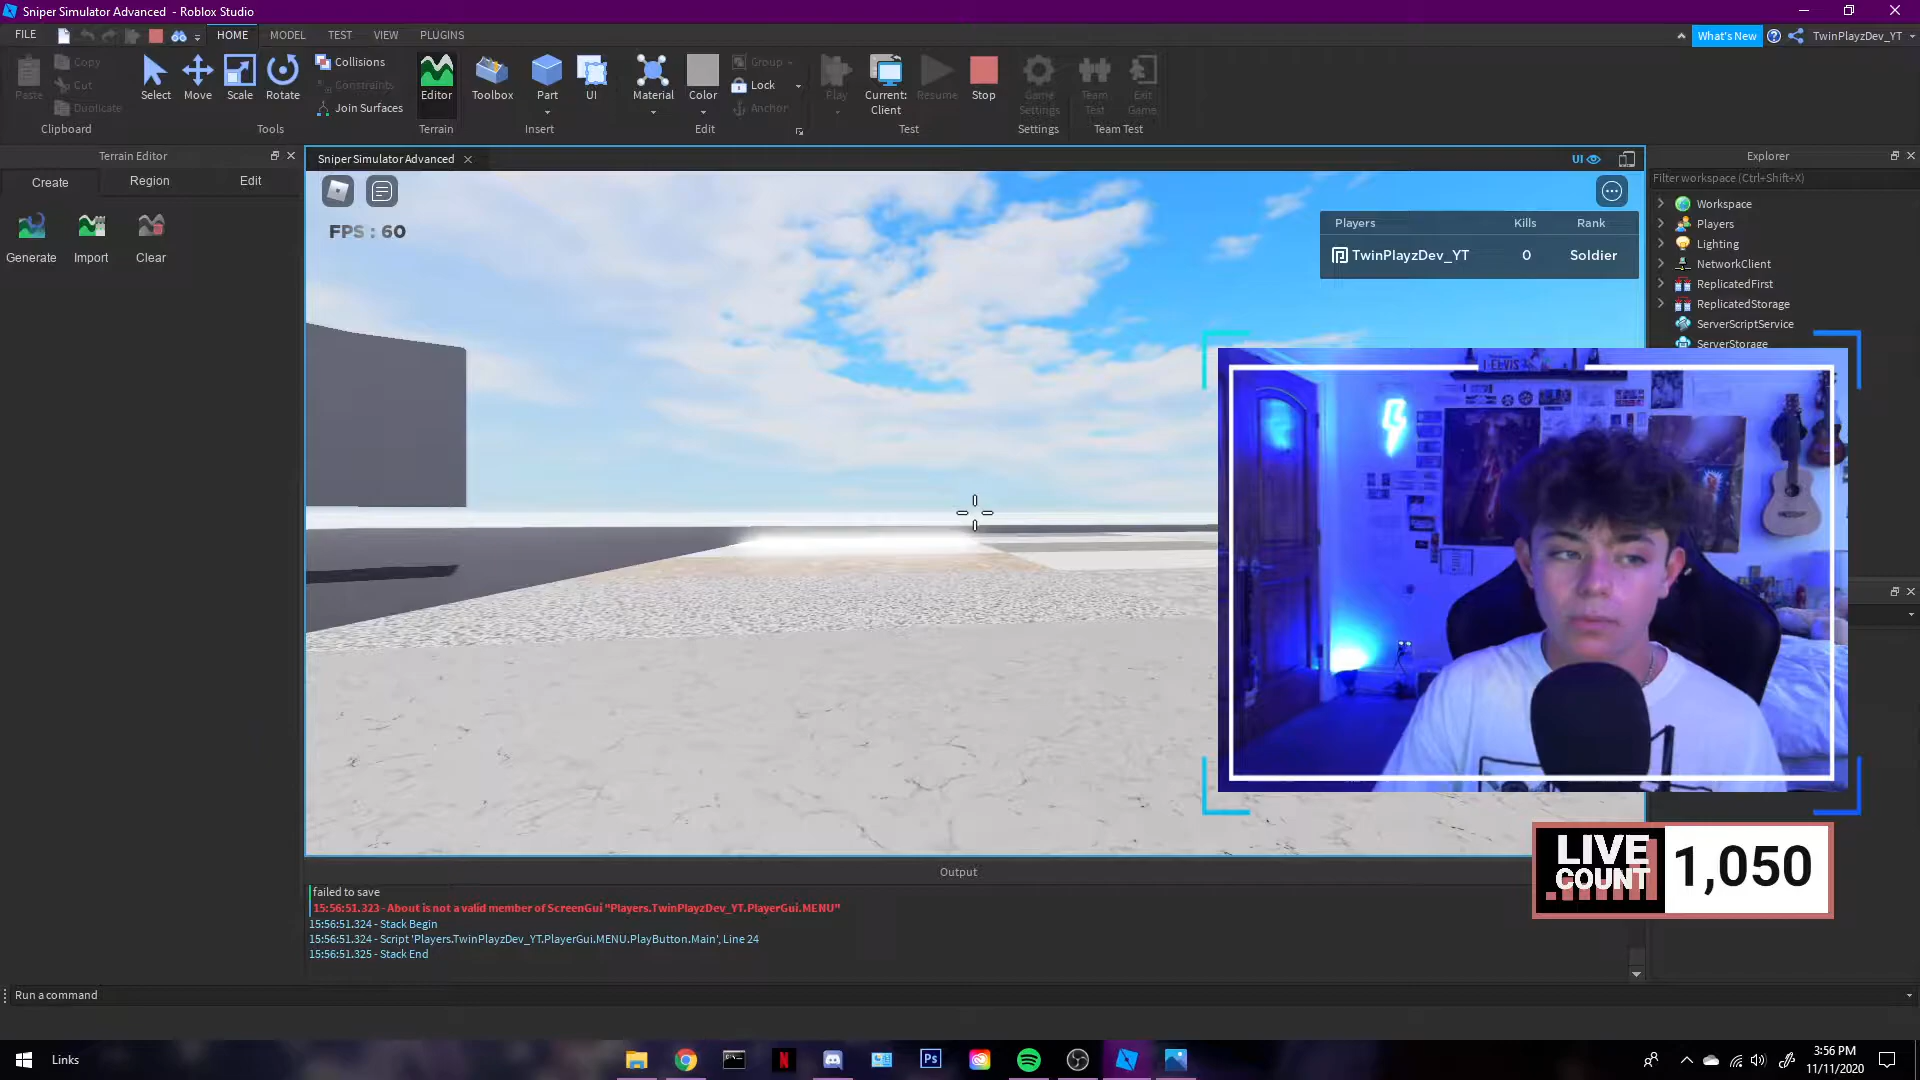 Sniper Simulator Advanced - Roblox Studio
FILE HOME MODEL TEST VIEW PLUGINS What's New TwinPlayzDev_YT
Paste Copy Cut Duplicate
Clipboard
Select Move Scale Rotate
Collisions
Constraints
Join Surfaces
Tools
Editor
Terrain
Toolbox Part UI
Insert
Material Color
Group
Lock
Anchor
Edit
Play Current: Client Resume Stop
Test
Game Settings
Settings
Team Test Exit Game
Team Test
Terrain Editor
Create Region Edit
Generate Import Clear
Sniper Simulator Advanced
UI
FPS : 60
Players Kills Rank
TwinPlayzDev_YT 0 Soldier
Explorer
Filter workspace (Ctrl+Shift+X)
Workspace
Players
Lighting
NetworkClient
ReplicatedFirst
ReplicatedStorage
ServerScriptService
ServerStorage
ELVIS
LIVE COUNT 1,050
Output
failed to save
15:56:51.323 - About is not a valid member of ScreenGui "Players.TwinPlayzDev_YT.PlayerGui.MENU"
15:56:51.324 - Stack Begin
15:56:51.324 - Script 'Players.TwinPlayzDev_YT.PlayerGui.MENU.PlayButton.Main', Line 24
15:56:51.325 - Stack End
Run a command
Links
Ps
3:56 PM
11/11/2020